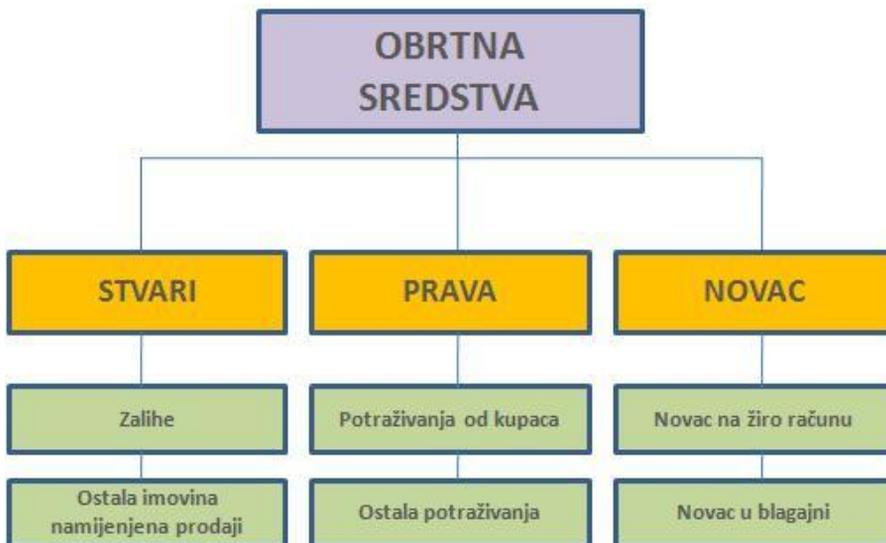 OBRTNA
SREDSTVA
STVARI
PRAVA
NOVAC
Zalihe
Potraživanja od kupaca
Novac na žiro računu
Ostala imovina
namijenjena prodaji
Ostala potraživanja
Novac u blagajni